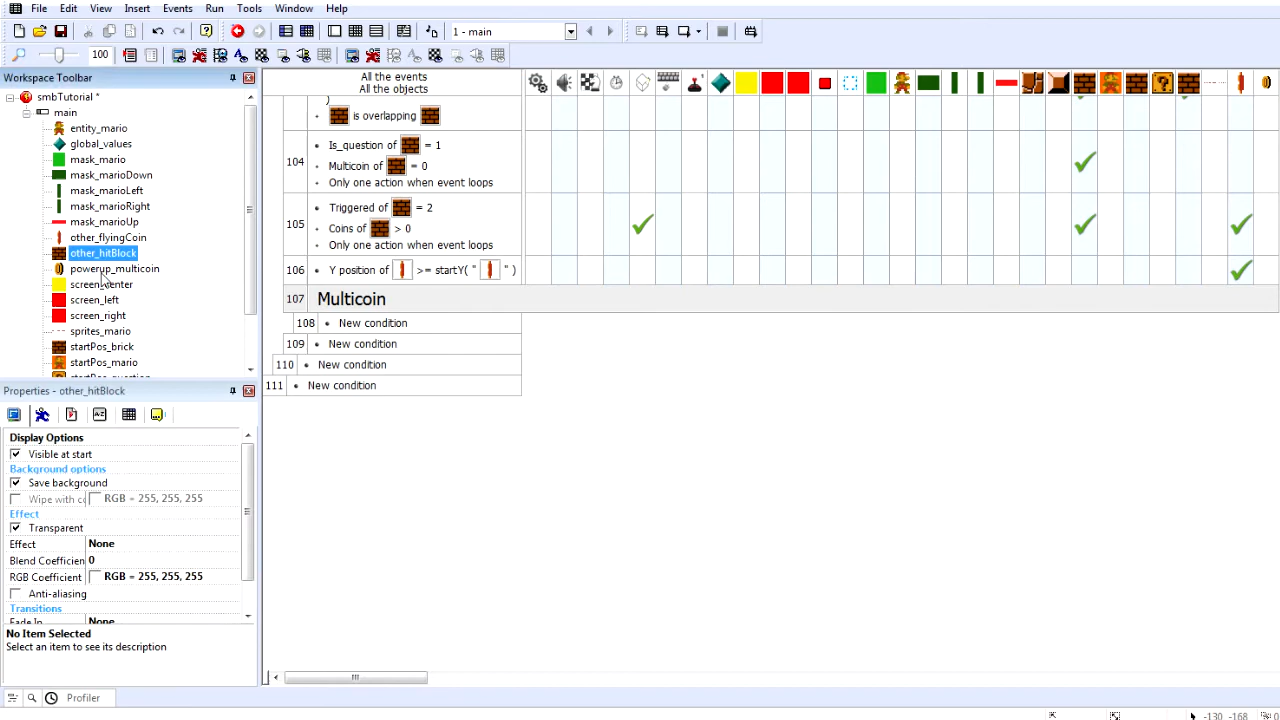 File Edit View Insert Events Run Tools Window Help
1 - main
100
Workspace Toolbar
smbTutorial *
main
entity_mario
global_values
mask_mario
mask_marioDown
mask_marioLeft
mask_marioRight
mask_marioUp
other_flyingCoin
other_hitBlock
powerup_multicoin
screen_center
screen_left
screen_right
sprites_mario
startPos_brick
startPos_mario
Properties - other_hitBlock
Display Options
Visible at start
Background options
Save background
Wipe with co RGB = 255, 255, 255
Effect
Transparent
Effect None
Blend Coefficien 0
RGB Coefficient RGB = 255, 255, 255
Anti-aliasing
Transitions
Fade In None
No Item Selected
Select an item to see its description
Profiler
All the events
All the objects
)
• is overlapping
104
• Is_question of = 1
• Multicoin of = 0
• Only one action when event loops
105
• Triggered of = 2
• Coins of > 0
• Only one action when event loops
106 • Y position of >= startY( " " )
107 Multicoin
108 • New condition
109 • New condition
110 • New condition
111 • New condition
-130 -168